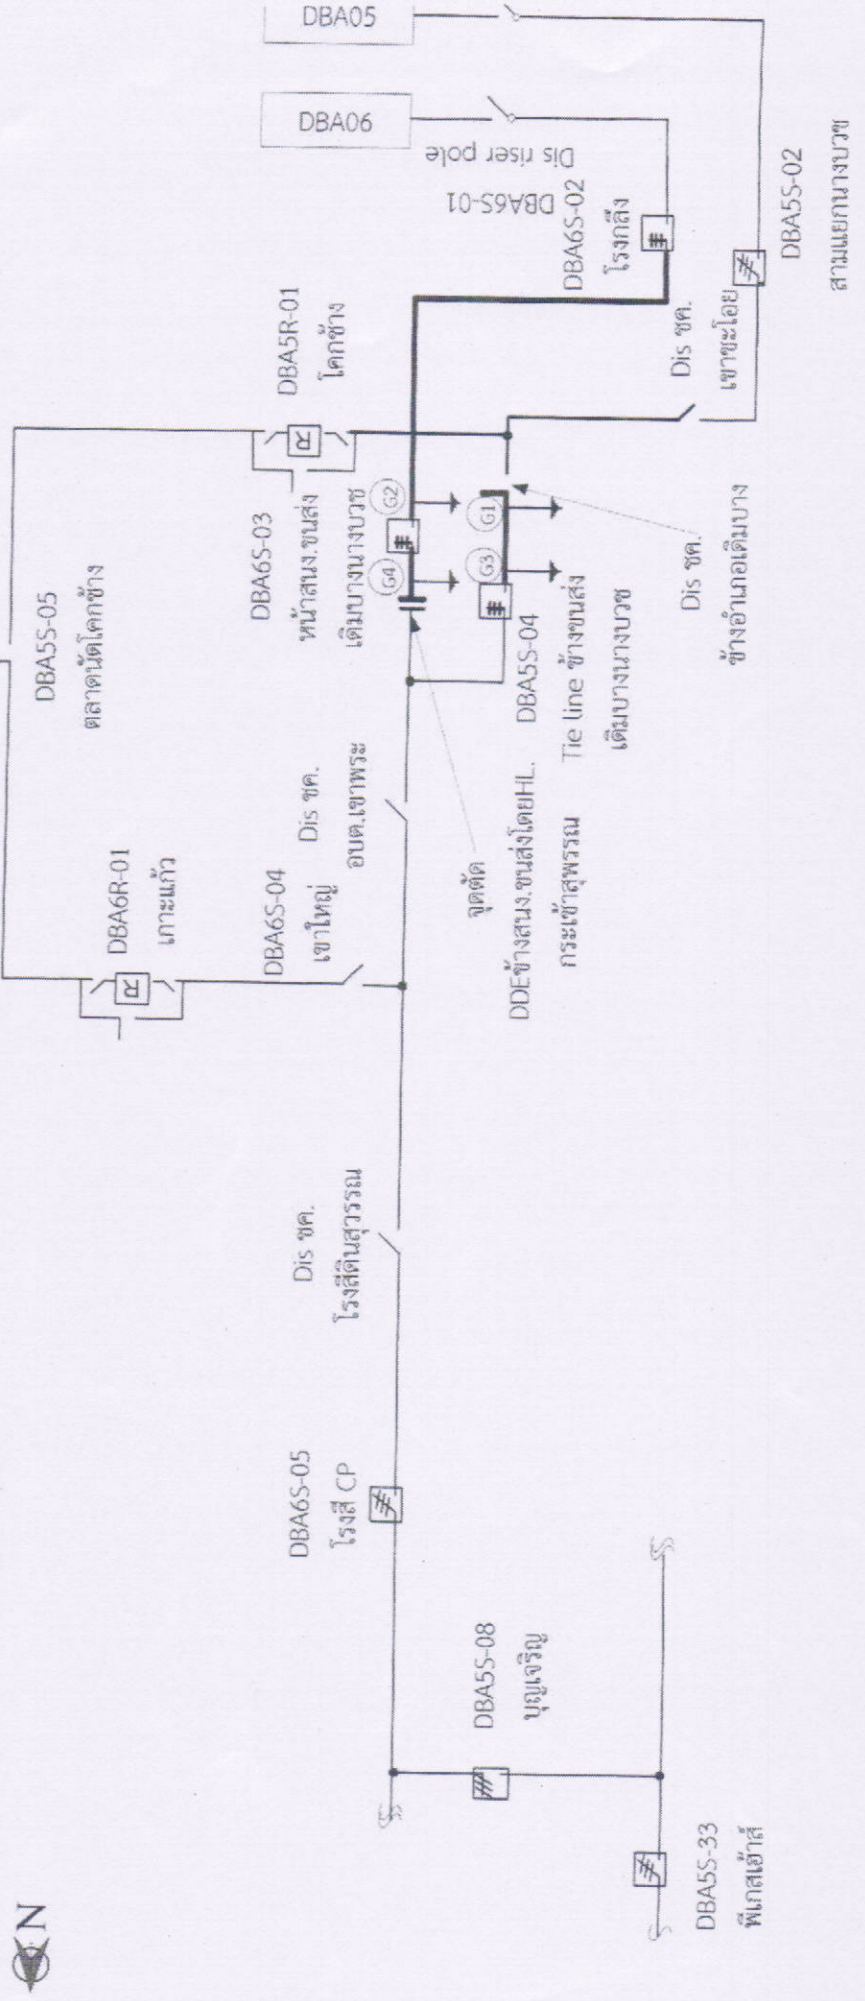 DBA05
DBA06
Dis riser pole
DBA6S-01
DBA6S-02
โรงกลึง
DBA5S-02
สามแยกนางบวช
Dis ชค.
เขาชะโอย
DBA5R-01
โคกช้าง
R
DBA6S-03
หน้าสนง.ขนส่ง
เดิมบางนางบวช
G2
G4
G1
G3
DBA5S-04
Tie line ข้างขนส่ง
เดิมบางนางบวช
Dis ชค.
ข้างอำเภอเดิมบาง
DBA5S-05
ตลาดนัดโคกช้าง
DBA6R-01
เกาะแก้ว
R
DBA6S-04
เขาใหญ่
Dis ชค.
อบต.เขาพระ
จุดตัด
DDEข้างสนง.ขนส่งโดยHL.
กระเช้าสุพรรณ
Dis ชค.
โรงสีสินสุวรรณ
DBA6S-05
โรงสี CP
DBA5S-08
บุญเจริญ
DBA5S-33
พีเกสเฮ้าส์
N